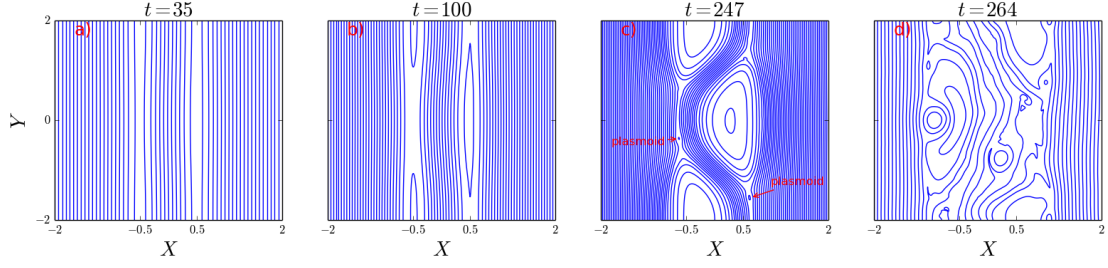 t=35 t=100 t=247 t=264
a) b) c) d)
2
Y 0
-2
plasmoid
plasmoid
-2 -0.5 0.5 2 -2 -0.5 0.5 2 -2 -0.5 0.5 2 -2 -0.5 0.5 2
X X X X